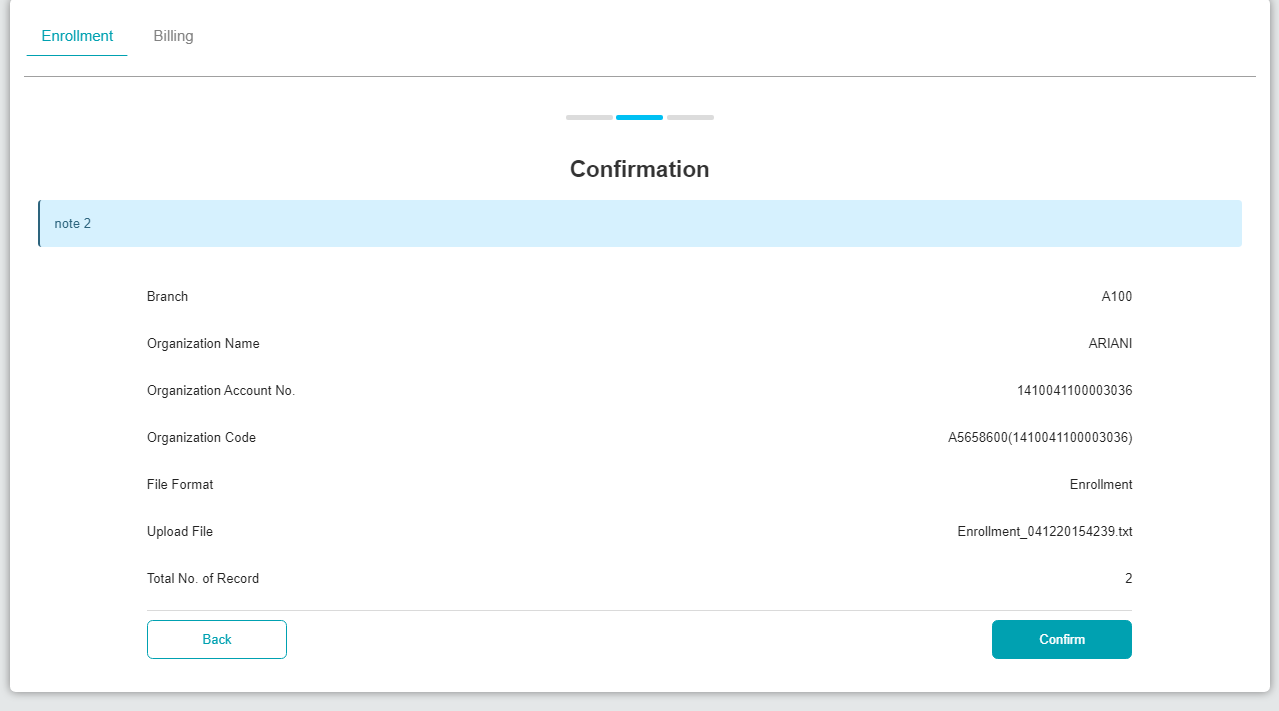 Enrollment Billing
Confirmation
note 2
Branch A100
Organization Name ARIANI
Organization Account No. 1410041100003036
Organization Code A5658600(1410041100003036)
File Format Enrollment
Upload File Enrollment_041220154239.txt
Total No. of Record 2
Back Confirm